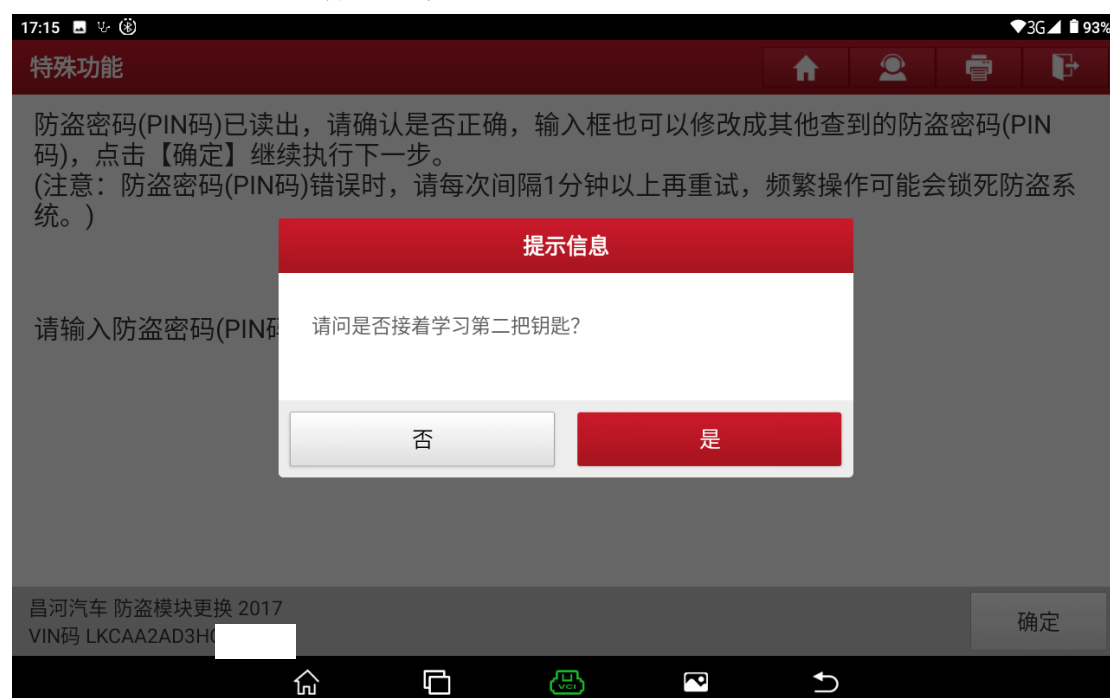 17:15 3G 93%
特殊功能
防盗密码(PIN码)已读出，请确认是否正确，输入框也可以修改成其他查到的防盗密码(PIN
码)，点击【确定】继续执行下一步。
(注意：防盗密码(PIN码)错误时，请每次间隔1分钟以上再重试，频繁操作可能会锁死防盗系
统。)
提示信息
请输入防盗密码(PIN
请问是否接着学习第二把钥匙？
否 是
昌河汽车 防盗模块更换 2017
VIN码 LKCAA2AD3H
确定
VCI